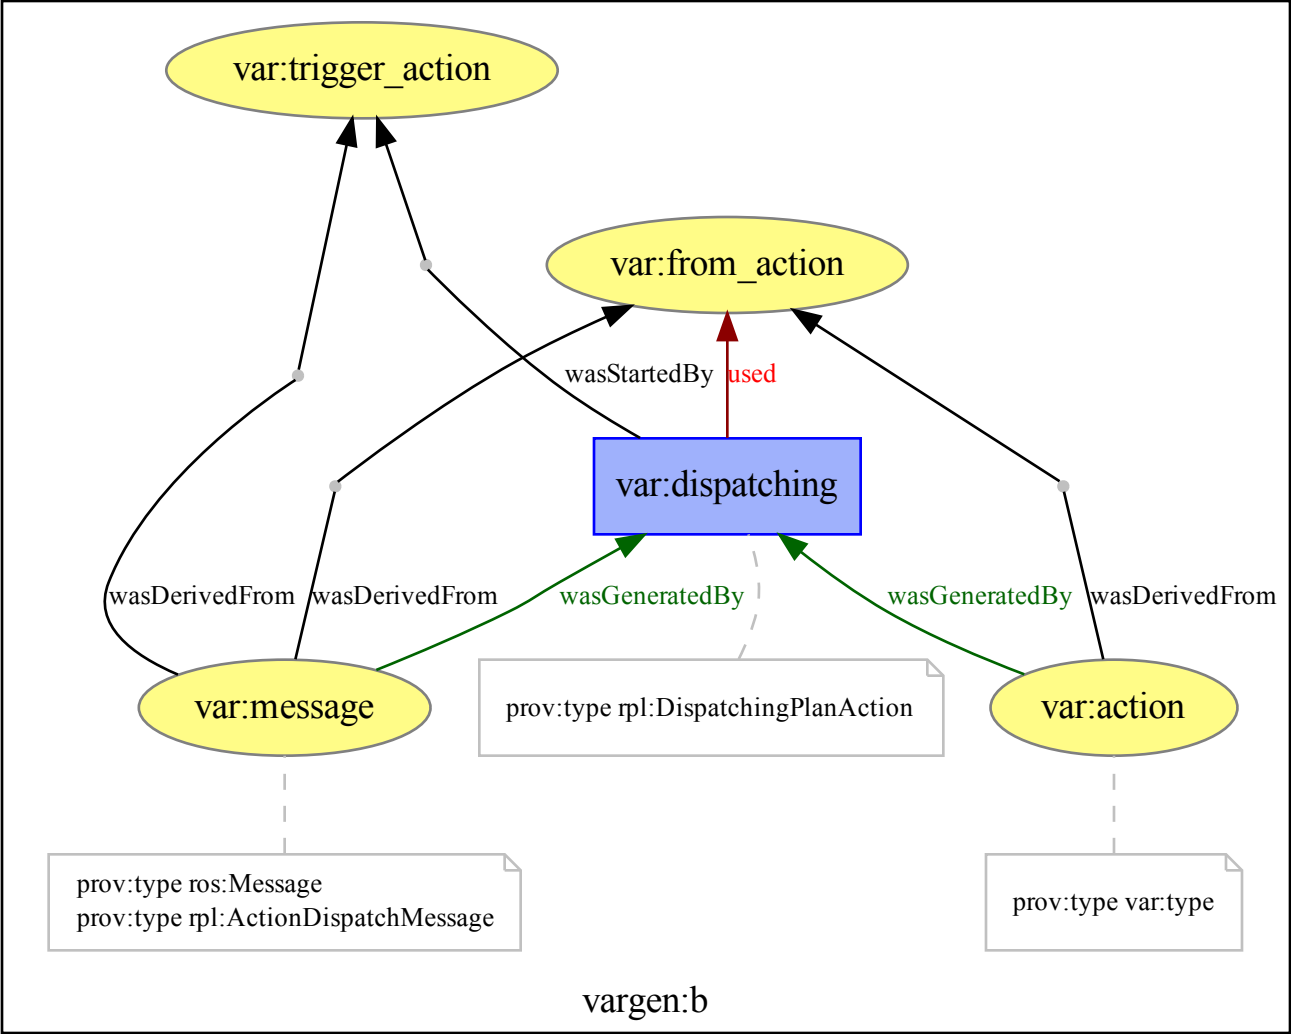 var:trigger_action
var:from_action
wasStartedBy
used
var:dispatching
wasDerivedFrom
wasDerivedFrom
wasGeneratedBy
wasGeneratedBy
wasDerivedFrom
var:message
prov:type rpl:DispatchingPlanAction
var:action
prov:type ros:Message
prov:type rpl:ActionDispatchMessage
prov:type var:type
vargen:b